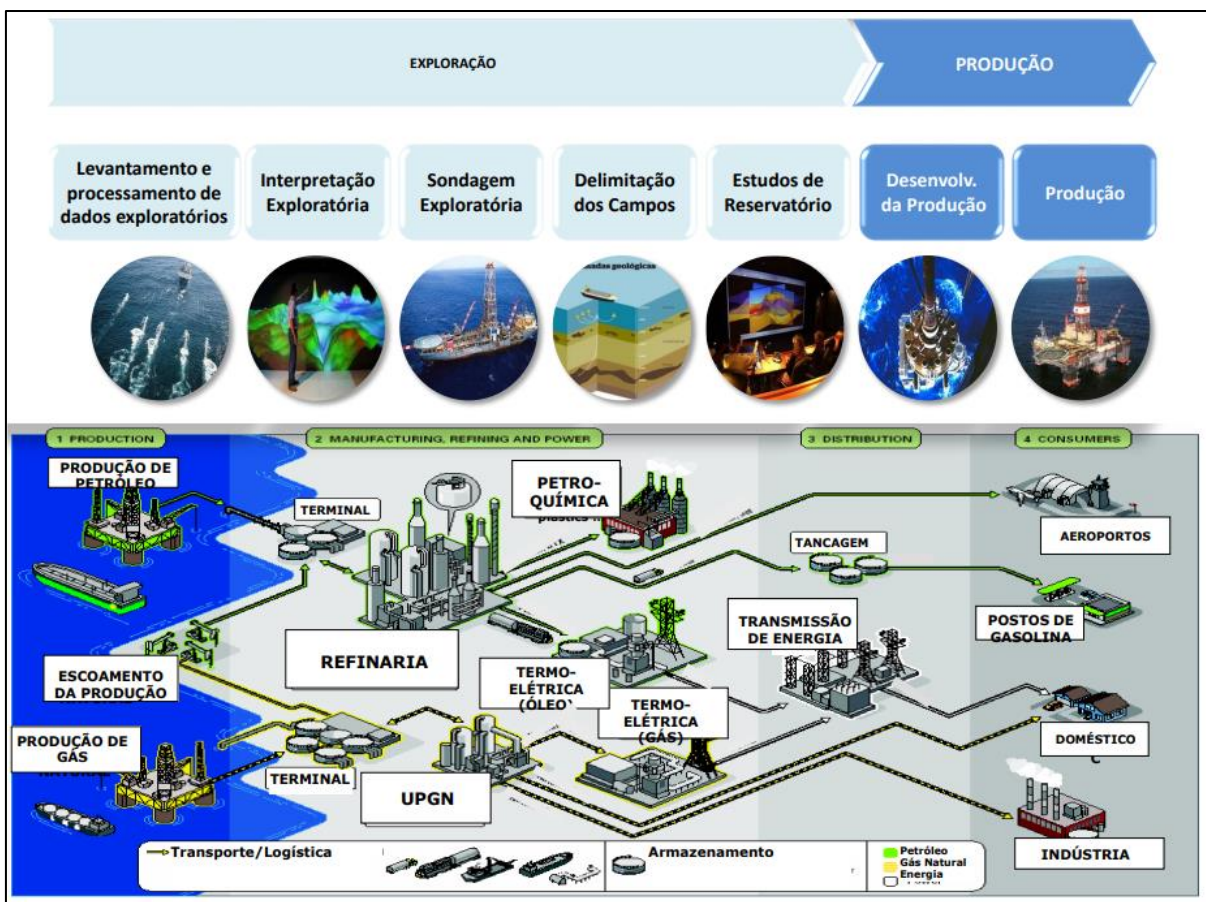 EXPLORAÇÃO
PRODUÇÃO
Levantamento e
processamento de
dados exploratórios
Interpretação
Exploratória
Sondagem
Exploratória
Delimitação
dos Campos
Estudos de
Reservatório
Desenvolv.
da Produção
Produção
geológicas
1 PRODUCTION
2 MANUFACTURING, REFINING AND POWER
3 DISTRIBUTION
4 CONSUMERS
PRODUÇÃO DE
PETRÓLEO
TERMINAL
PETRO-
QUÍMICA
AEROPORTOS
TANCAGEM
POSTOS DE
GASOLINA
REFINARIA
TRANSMISSÃO
DE ENERGIA
ESCOAMENTO
DA PRODUÇÃO
TERMO-
ELÉTRICA
(ÓLEO)
TERMO-
ELÉTRICA
(GÁS)
DOMÉSTICO
PRODUÇÃO DE
GÁS
TERMINAL
UPGN
INDÚSTRIA
Transporte/Logística
Armazenamento
Petróleo
Gás Natural
Energia